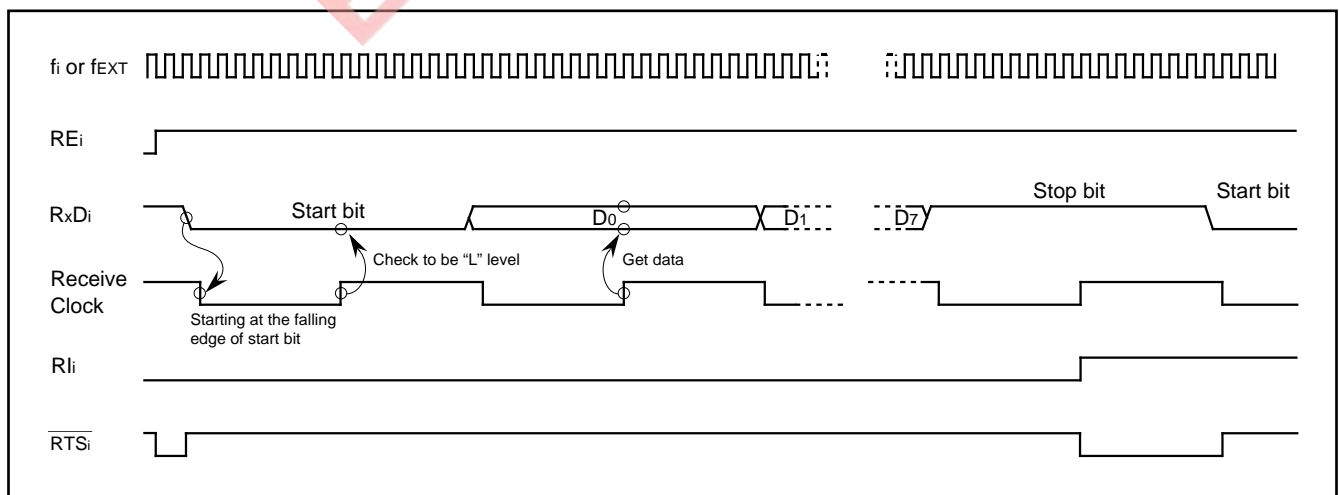 fi or fEXT
REi
Stop bit Start bit
RxDi Start bit D0 D1 D7
Check to be “L” level Get data
Receive
Clock
Starting at the falling
edge of start bit
RIi
RTSi